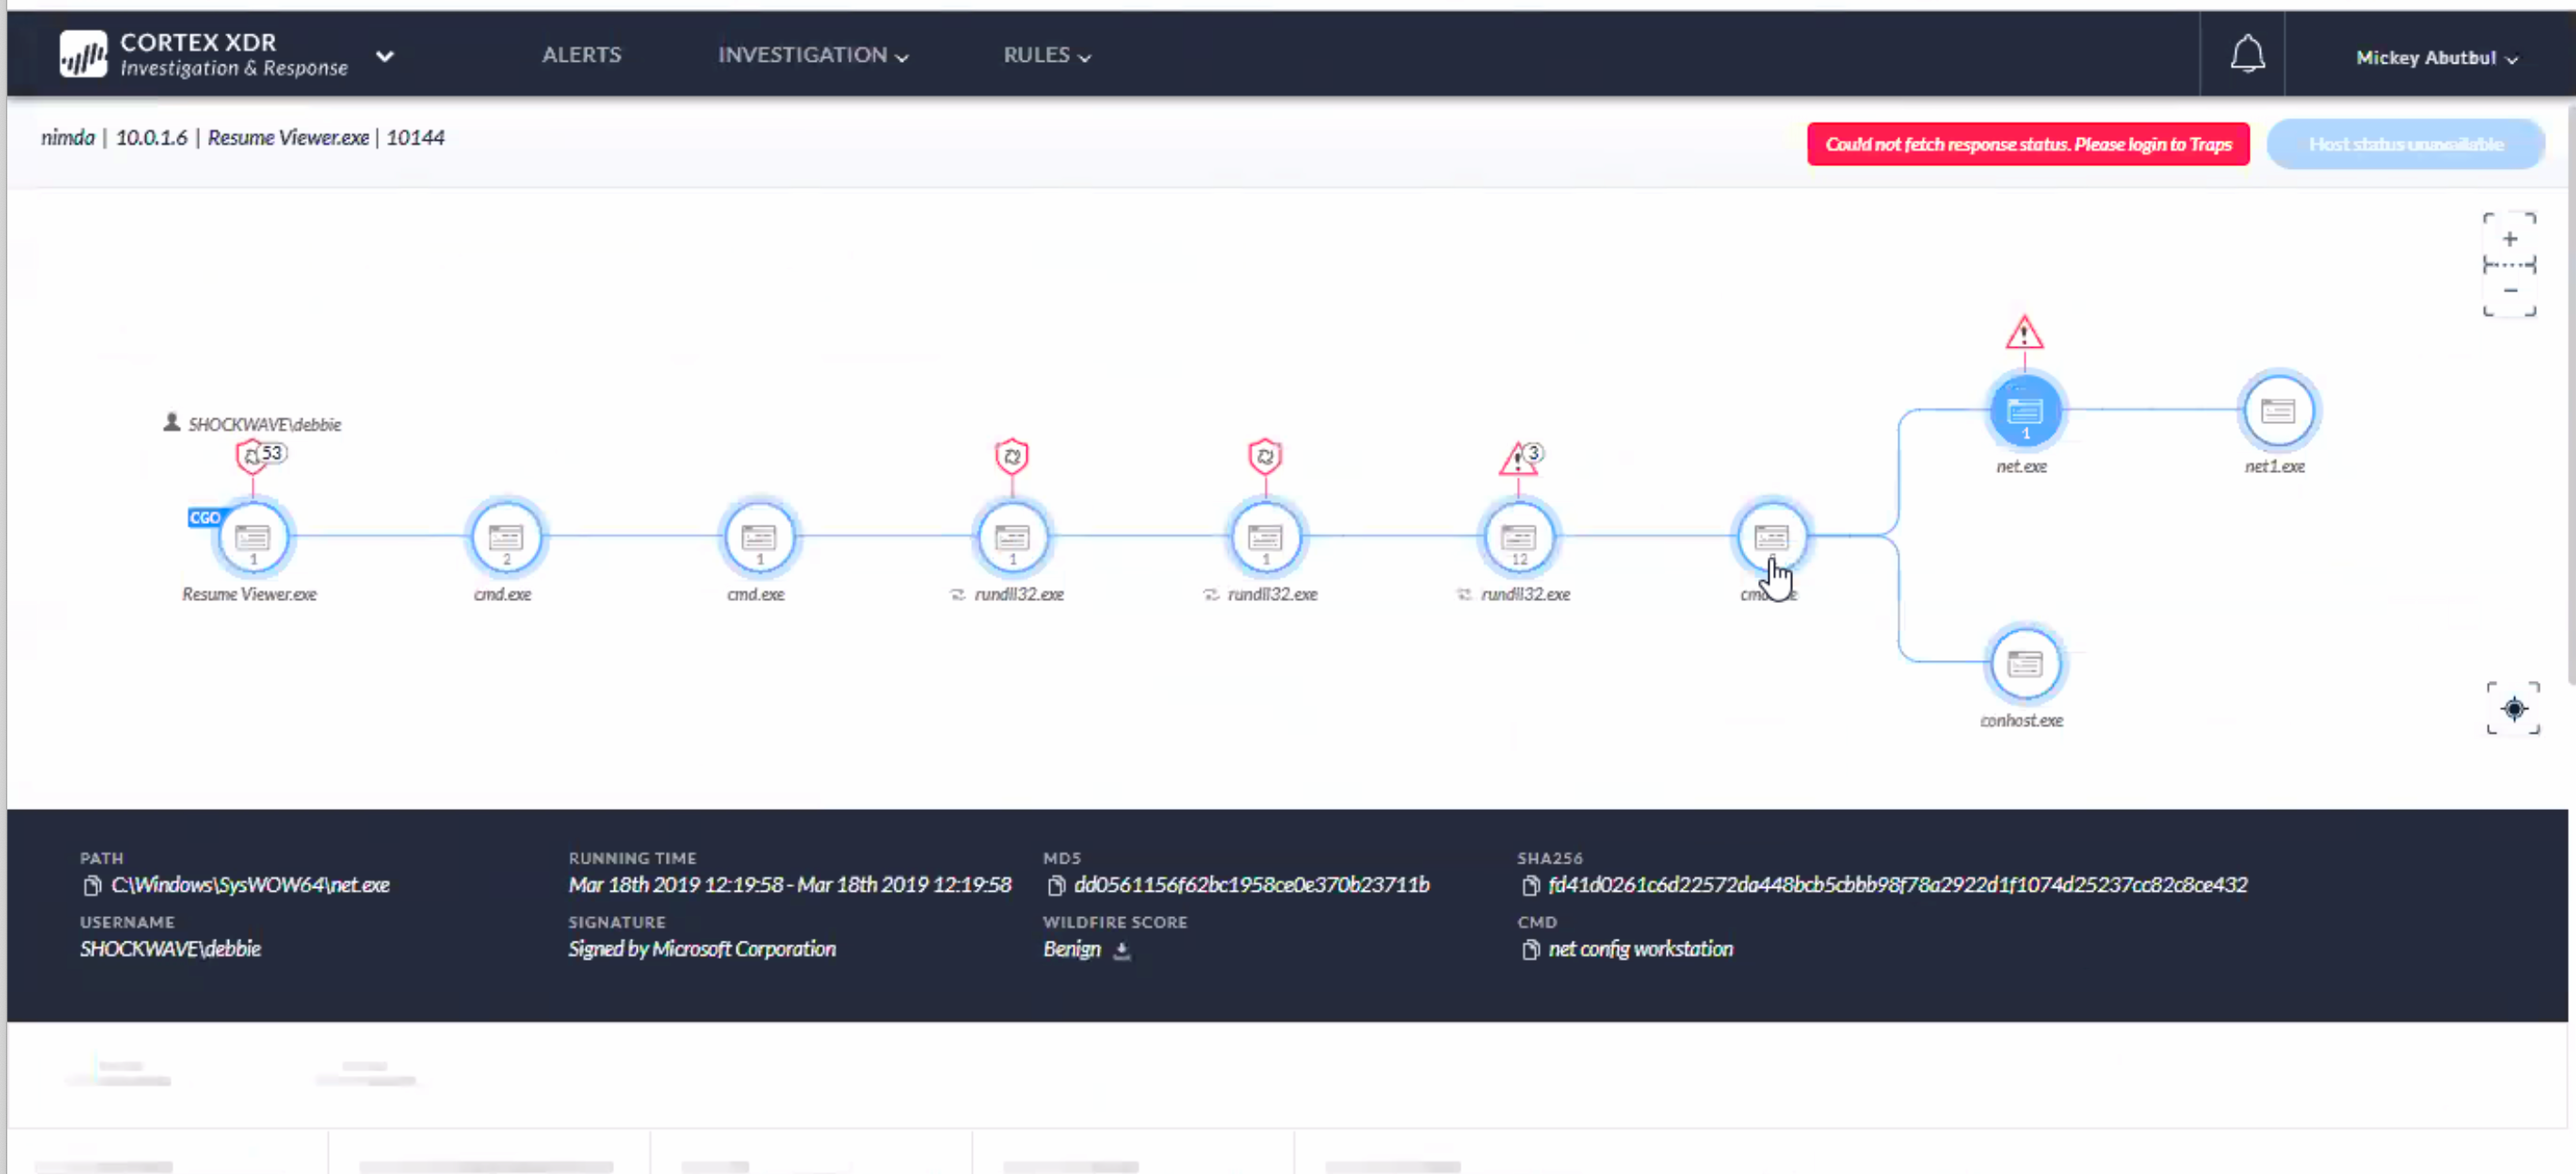 CORTEX XDR
Investigation & Response
ALERTS
INVESTIGATION
RULES
Mickey Abutbul
nimda | 10.0.1.6 | Resume Viewer.exe | 10144
Could not fetch response status. Please login to Traps
Host status unavailable
SHOCKWAVE\debbie
53
3
CGO
1
2
1
1
1
12
1
Resume Viewer.exe
cmd.exe
cmd.exe
rundll32.exe
rundll32.exe
rundll32.exe
net.exe
net1.exe
conhost.exe
PATH
C:\Windows\SysWOW64\net.exe
RUNNING TIME
Mar 18th 2019 12:19:58 - Mar 18th 2019 12:19:58
MD5
dd0561156f62bc1958ce0e370b23711b
SHA256
fd41d0261c6d22572da448bcb5cbbb98f78a2922d1f1074d25237cc82c8ce432
USERNAME
SHOCKWAVE\debbie
SIGNATURE
Signed by Microsoft Corporation
WILDFIRE SCORE
Benign
CMD
net config workstation